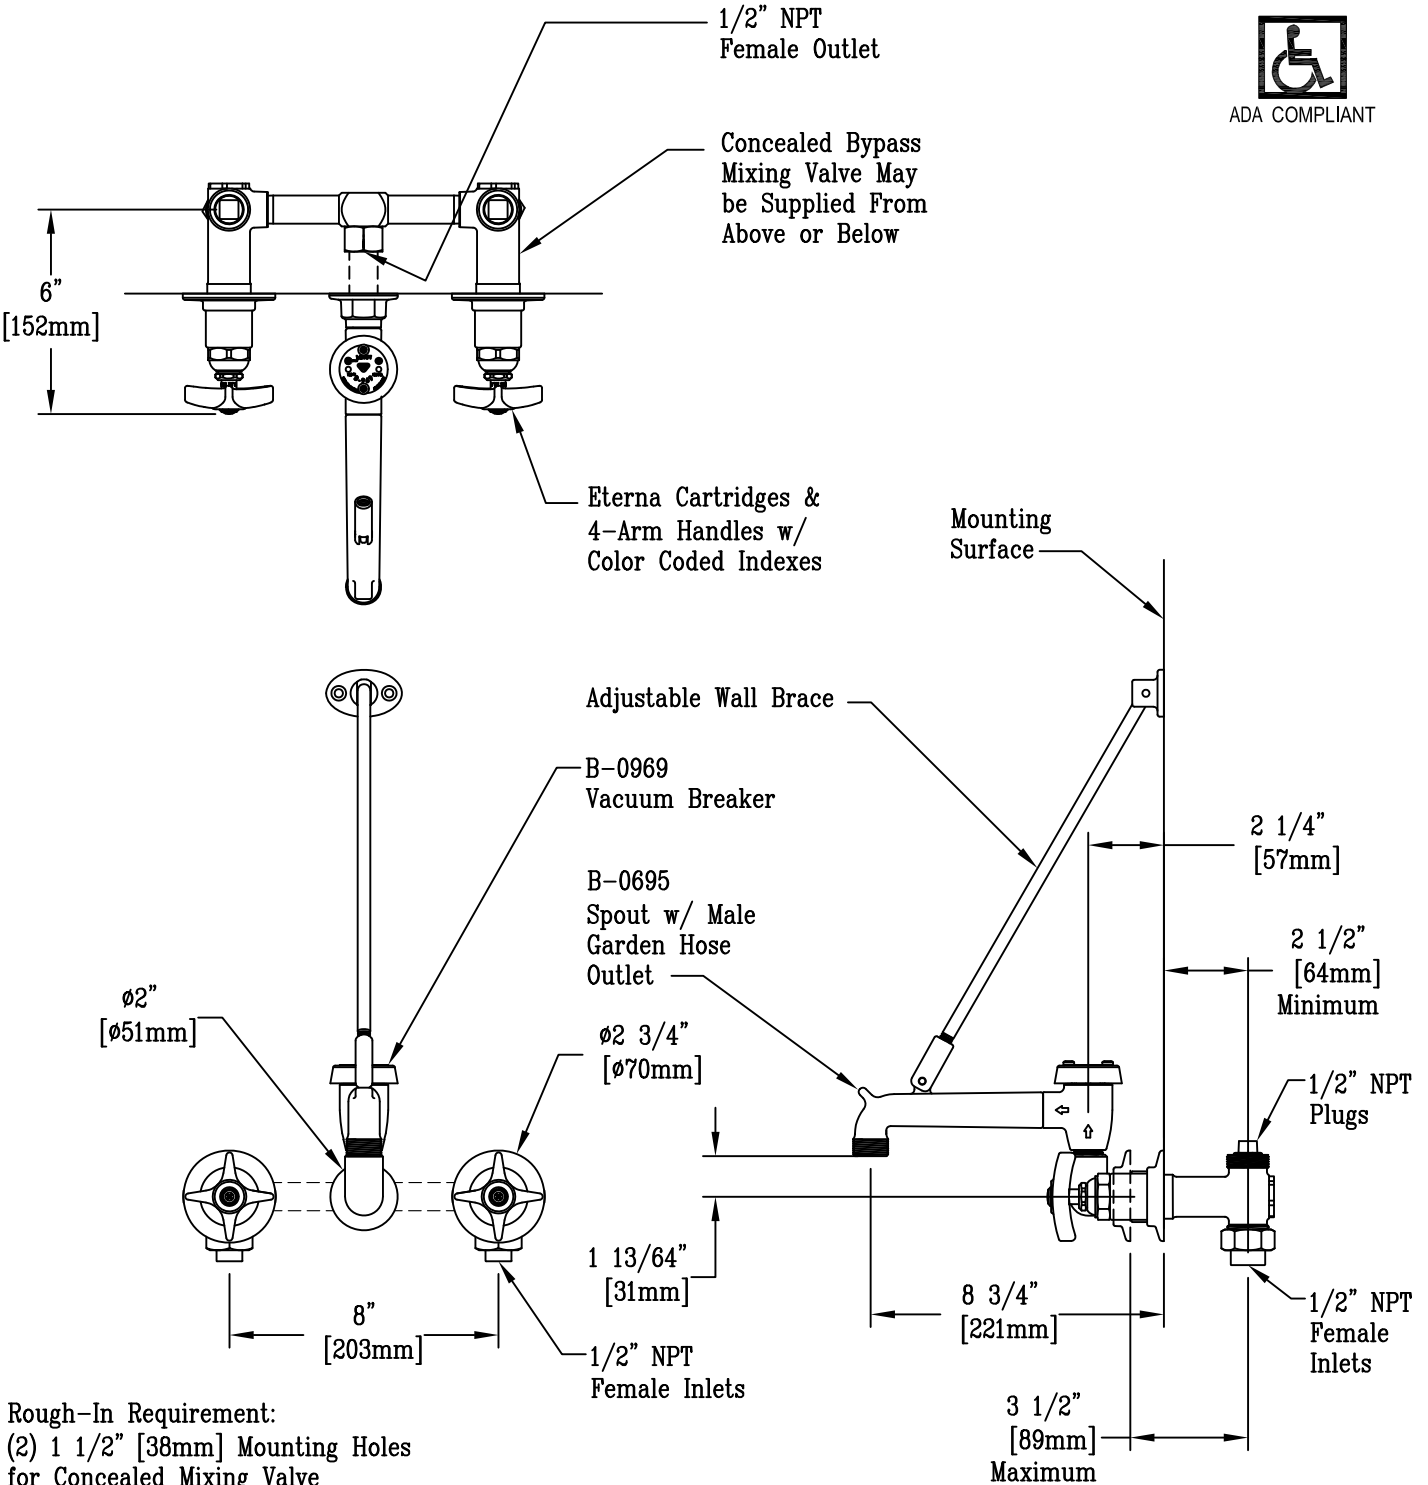 1/2" NPT
Female Outlet
ADA COMPLIANT
Concealed Bypass
Mixing Valve May
be Supplied From
Above or Below
6"
[152mm]
Eterna Cartridges &
4-Arm Handles w/
Color Coded Indexes
Mounting
Surface
Adjustable Wall Brace
B-0969
Vacuum Breaker
2 1/4"
[57mm]
B-0695
Spout w/ Male
Garden Hose
Outlet
2 1/2"
[64mm]
Minimum
ø2"
[ø51mm]
ø2 3/4"
[ø70mm]
1/2" NPT
Plugs
1 13/64"
[31mm]
8 3/4"
[221mm]
1/2" NPT
Female
Inlets
8"
[203mm]
1/2" NPT
Female Inlets
3 1/2"
[89mm]
Maximum
Rough-In Requirement:
(2) 1 1/2" [38mm] Mounting Holes
for Concealed Mixing Valve